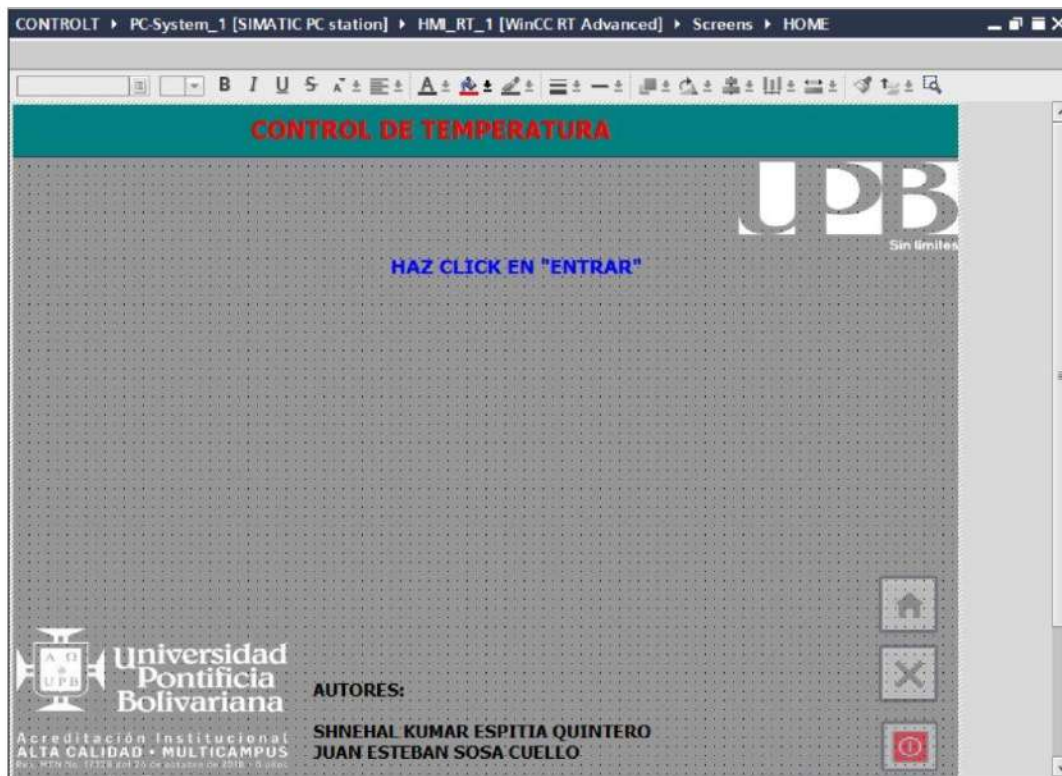 CONTROLT ▸ PC-System_1 [SIMATIC PC station] ▸ HMI_RT_1 [WinCC RT Advanced] ▸ Screens ▸ HOME
B I U S A A
CONTROL DE TEMPERATURA
UPB
Sin límites
HAZ CLICK EN "ENTRAR"
A Ω
UPB
Universidad
Pontificia
Bolivariana
Acreditación Institucional
ALTA CALIDAD • MULTICAMPUS
AUTORES:
SHNEHAL KUMAR ESPITIA QUINTERO
JUAN ESTEBAN SOSA CUELLO